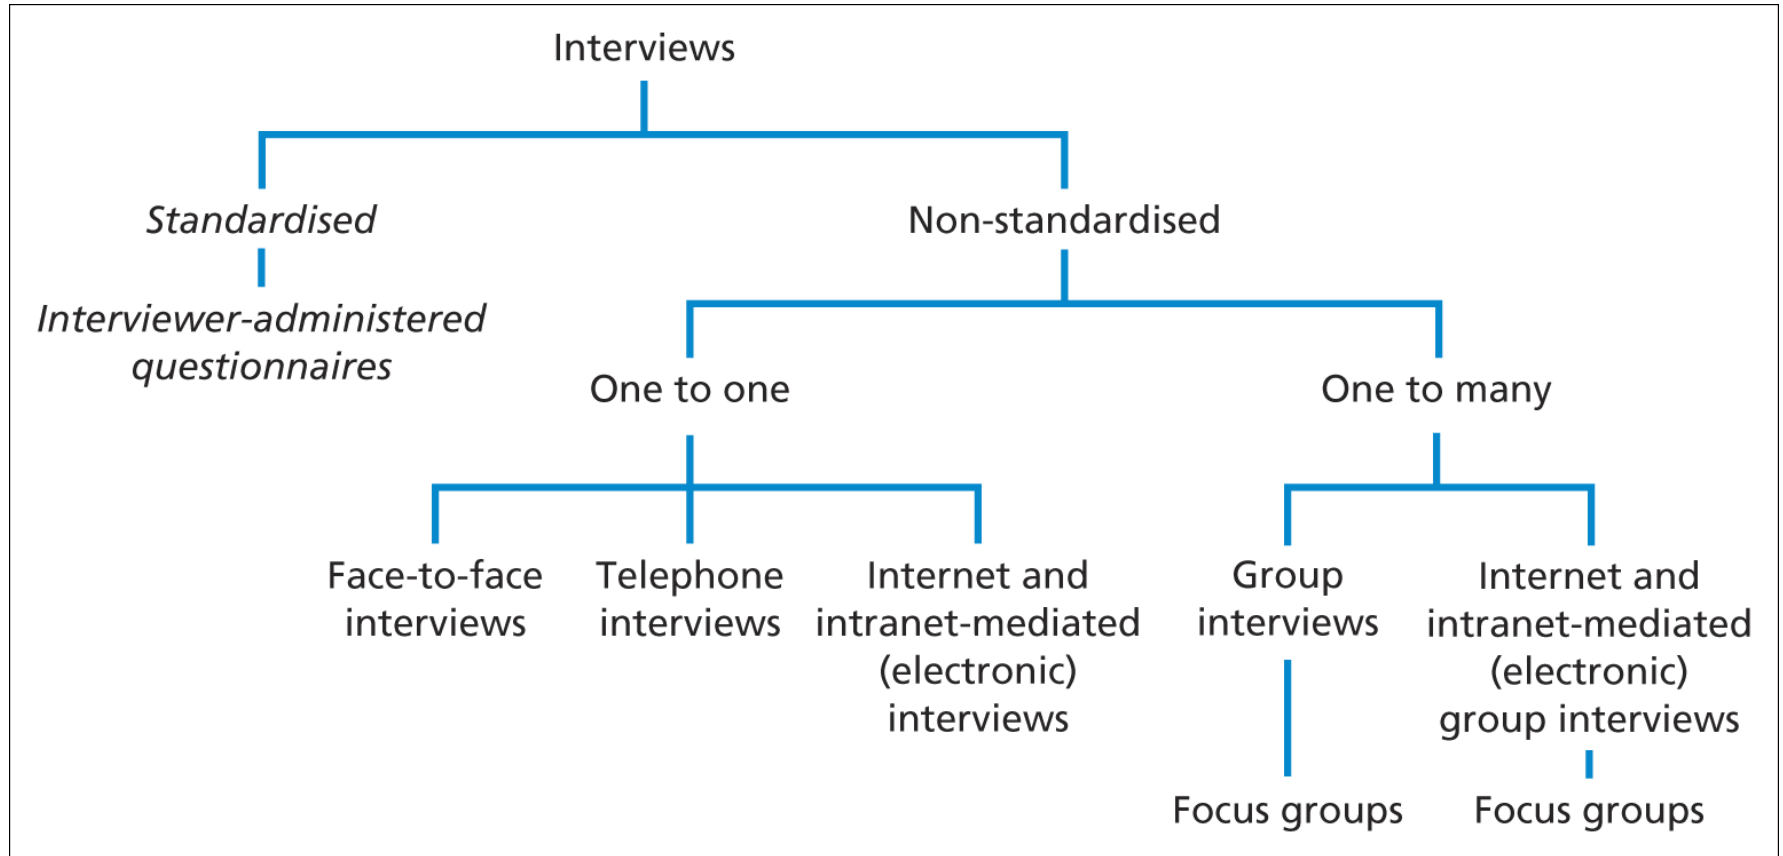 Interviews
Standardised
Non-standardised
Interviewer-administered
questionnaires
One to one
One to many
Face-to-face
interviews
Telephone
interviews
Internet and
intranet-mediated
(electronic)
interviews
Group
interviews
Internet and
intranet-mediated
(electronic)
group interviews
Focus groups
Focus groups